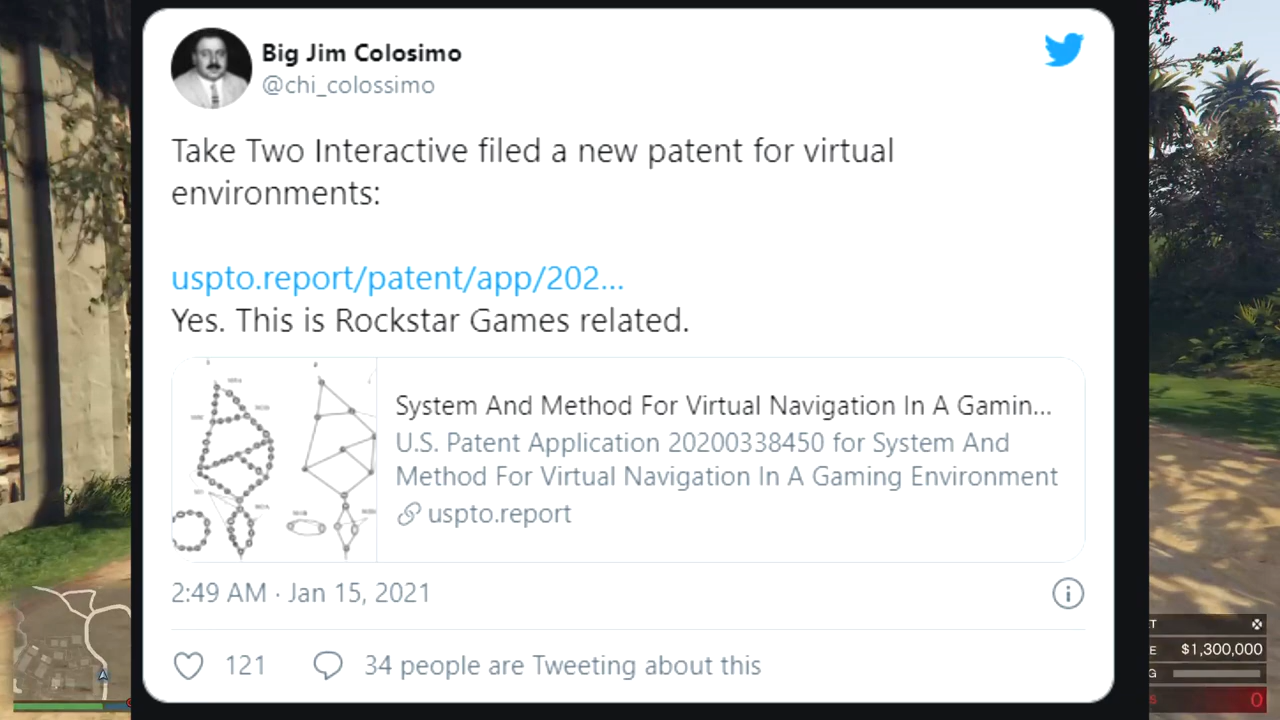 Big Jim Colosimo
@chi_colossimo
Take Two Interactive filed a new patent for virtual
environments:
uspto.report/patent/app/202...
Yes. This is Rockstar Games related.
System And Method For Virtual Navigation In A Gamin...
U.S. Patent Application 20200338450 for System And
Method For Virtual Navigation In A Gaming Environment
uspto.report
2:49 AM · Jan 15, 2021
121
34 people are Tweeting about this
T
E $1,300,000
G
S 0